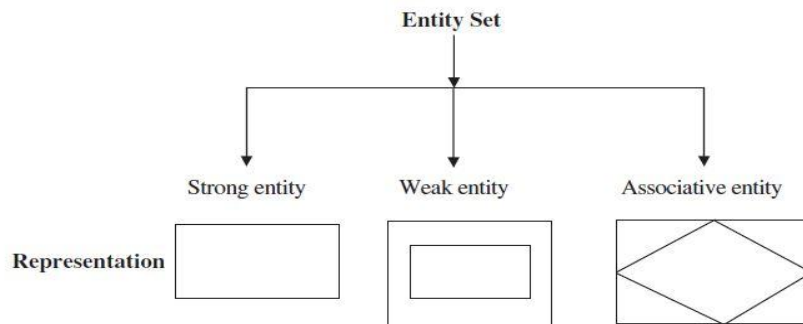 Entity Set
Strong entity
Weak entity
Associative entity
Representation